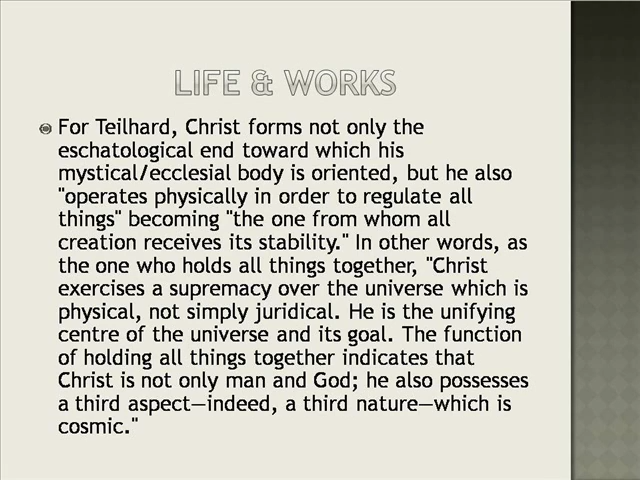 LIFE & WORKS
For Teilhard, Christ forms not only the
eschatological end toward which his
mystical/ecclesial body is oriented, but he also
"operates physically in order to regulate all
things" becoming "the one from whom all
creation receives its stability." In other words, as
the one who holds all things together, "Christ
exercises a supremacy over the universe which is
physical, not simply juridical. He is the unifying
centre of the universe and its goal. The function
of holding all things together indicates that
Christ is not only man and God; he also possesses
a third aspect—indeed, a third nature—which is
cosmic."